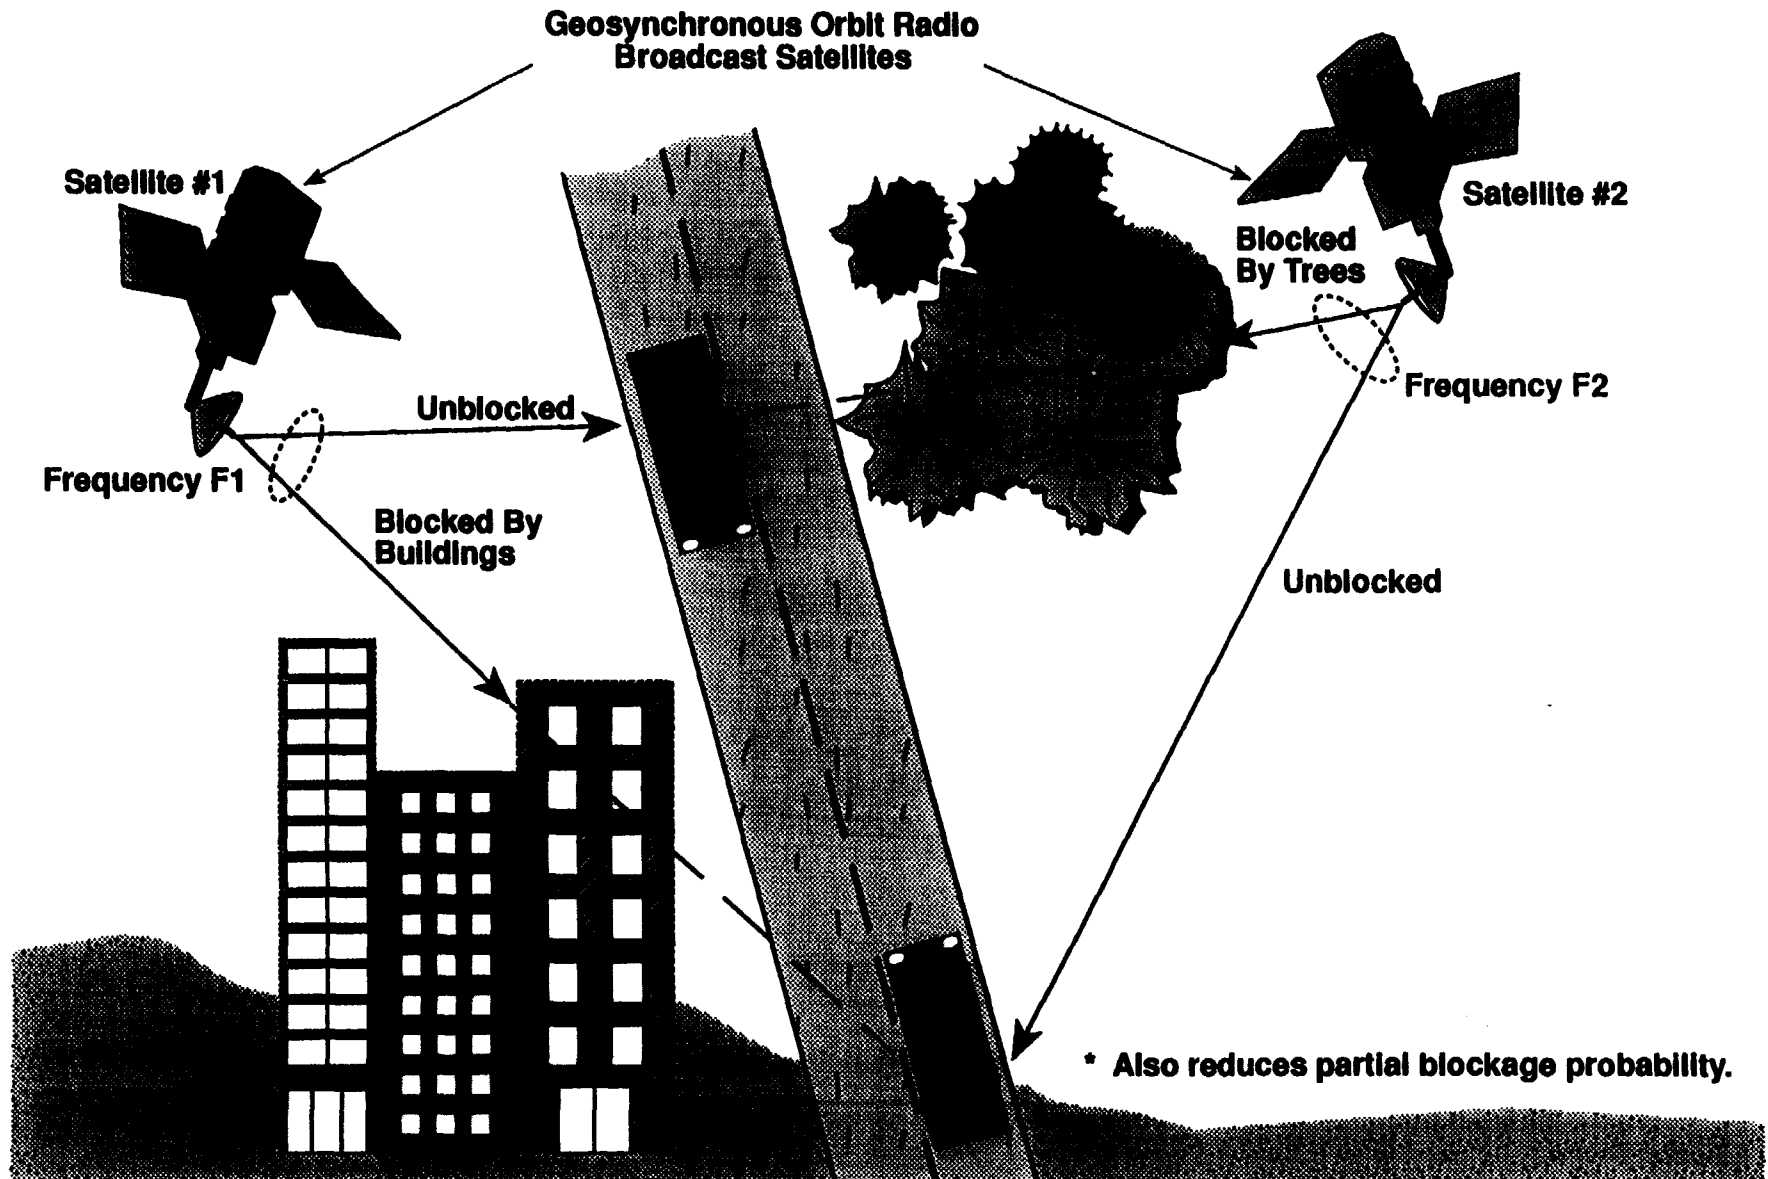 Geosynchronous Orbit Radio
Broadcast Satellites
Satellite #1
Satellite #2
Blocked
By Trees
Frequency F2
Unblocked
Frequency F1
Blocked By
Buildings
Unblocked
* Also reduces partial blockage probability.